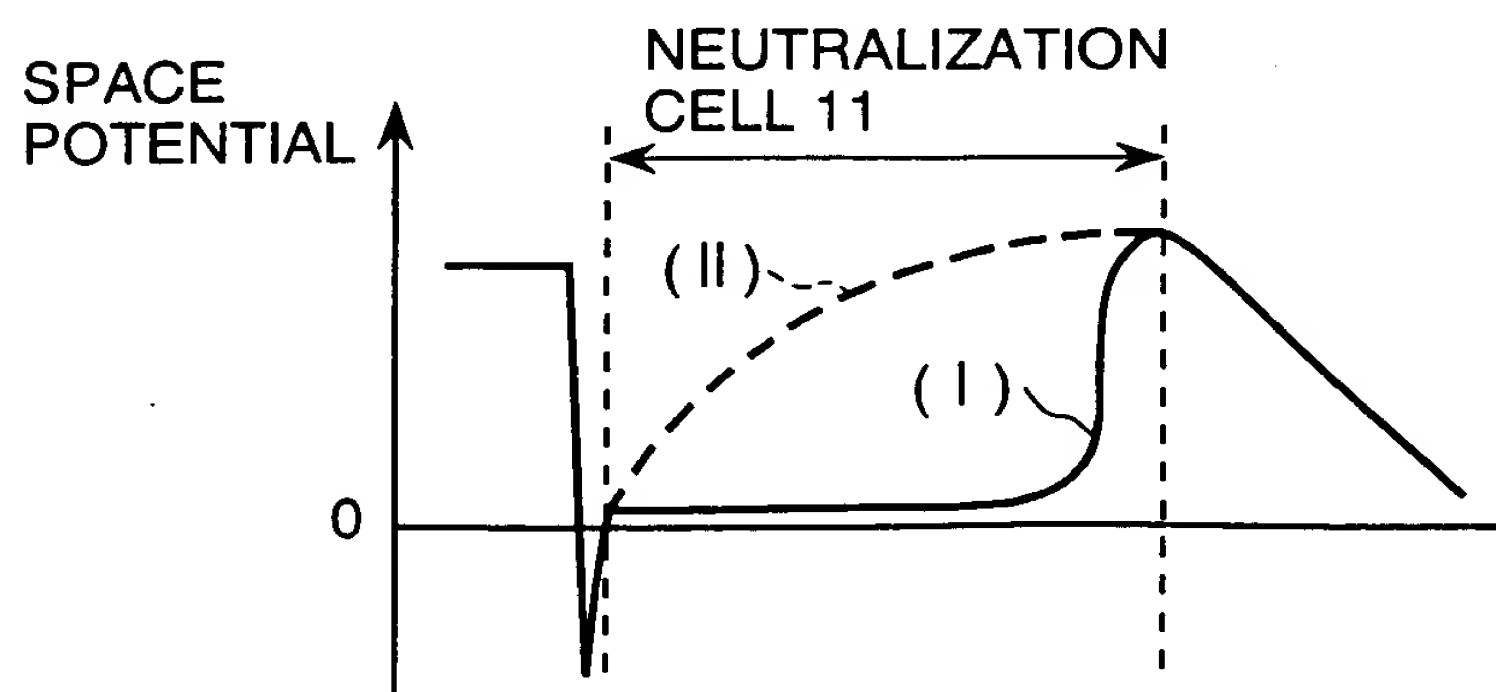 SPACE
POTENTIAL
NEUTRALIZATION
CELL 11
(II)
(I)
0